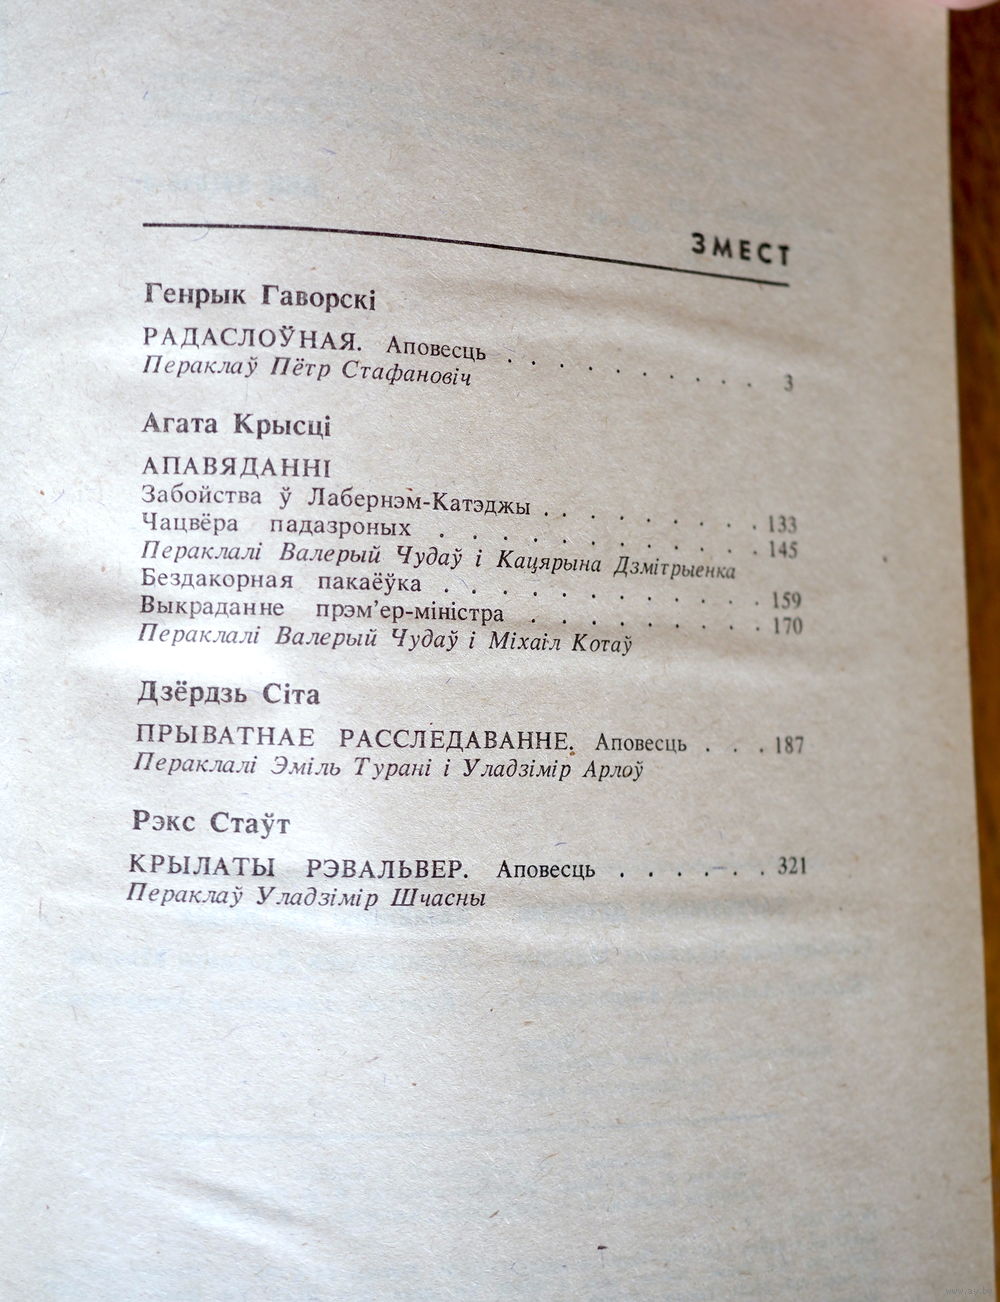 ЗМЕСТ
Генрык Гаворскі
РАДАСЛОЎНАЯ. Аповесць . . . . . . . . . . 3
Пераклаў Пётр Стафановіч
Агата Крысці
АПАВЯДАННІ
Забойства ў Лабернэм-Катэджы . . . . . . . . . 133
Чацвёра падазроных . . . . . . . . . . . . 145
Пераклалі Валерый Чудаў і Кацярына Дзмітрыенка
Бездакорная пакаёўка . . . . . . . . . . . . 159
Выкраданне прэм’ер-міністра . . . . . . . . . 170
Пераклалі Валерый Чудаў і Міхаіл Котаў
Дзёрдзь Сіта
ПРЫВАТНАЕ РАССЛЕДАВАННЕ. Аповесць . . . 187
Пераклалі Эміль Турані і Уладзімір Арлоў
Рэкс Стаўт
КРЫЛАТЫ РЭВАЛЬВЕР. Аповесць . . . . . . 321
Пераклаў Уладзімір Шчасны